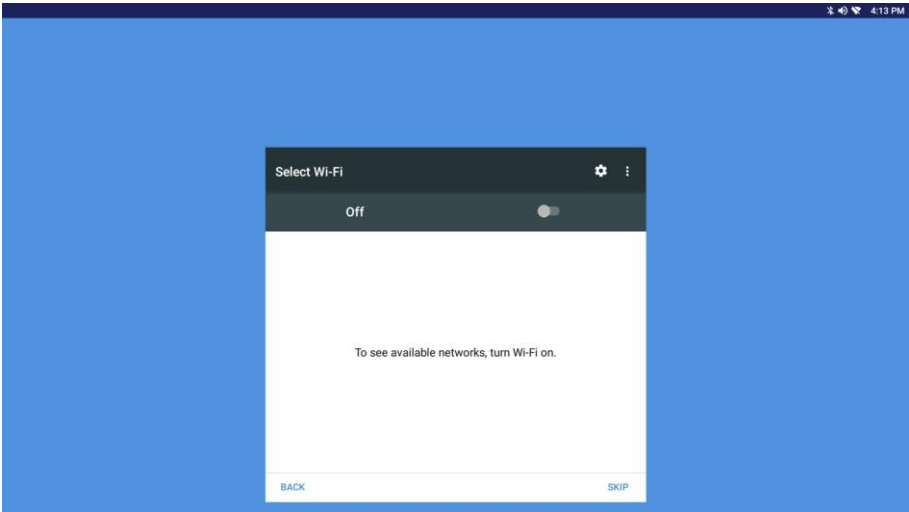 4:13 PM
Select Wi-Fi
Off
To see available networks, turn Wi-Fi on.
BACK SKIP